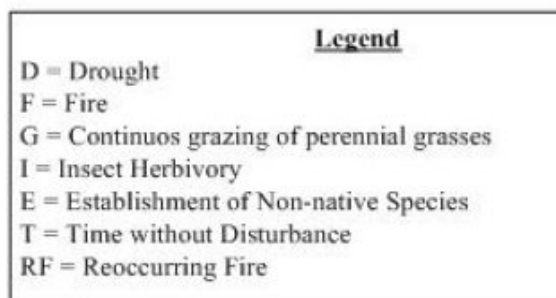 Legend
D = Drought
F = Fire
G = Continuos grazing of perennial grasses
I = Insect Herbivory
E = Establishment of Non-native Species
T = Time without Disturbance
RF = Reoccurring Fire